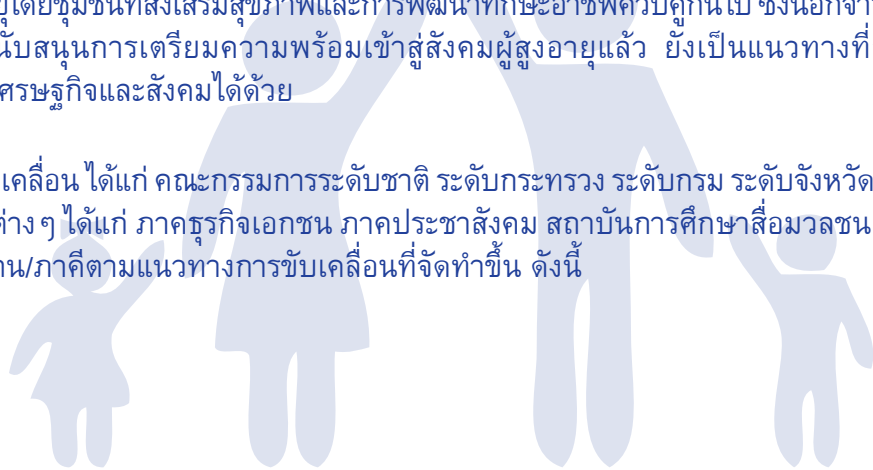 ยชุมชนที่ส่งเสริมสุขภาพและการพัฒนาทักษะอาชีพควบคู่กันไป ซึ่งนอกจา
ับสนุนการเตรียมความพร้อมเข้าสู่สังคมผู้สูงอายุแล้ว ยังเป็นแนวทางที่
ศรษฐกิจและสังคมได้ด้วย
เคลื่อน ได้แก่ คณะกรรมการระดับชาติ ระดับกระทรวง ระดับกรม ระดับจังหวัด
ต่าง ๆ ได้แก่ ภาคธุรกิจเอกชน ภาคประชาสังคม สถาบันการศึกษาสื่อมวลชน
าน/ภาคีตามแนวทางการขับเคลื่อนที่จัดทำขึ้น ดังนี้